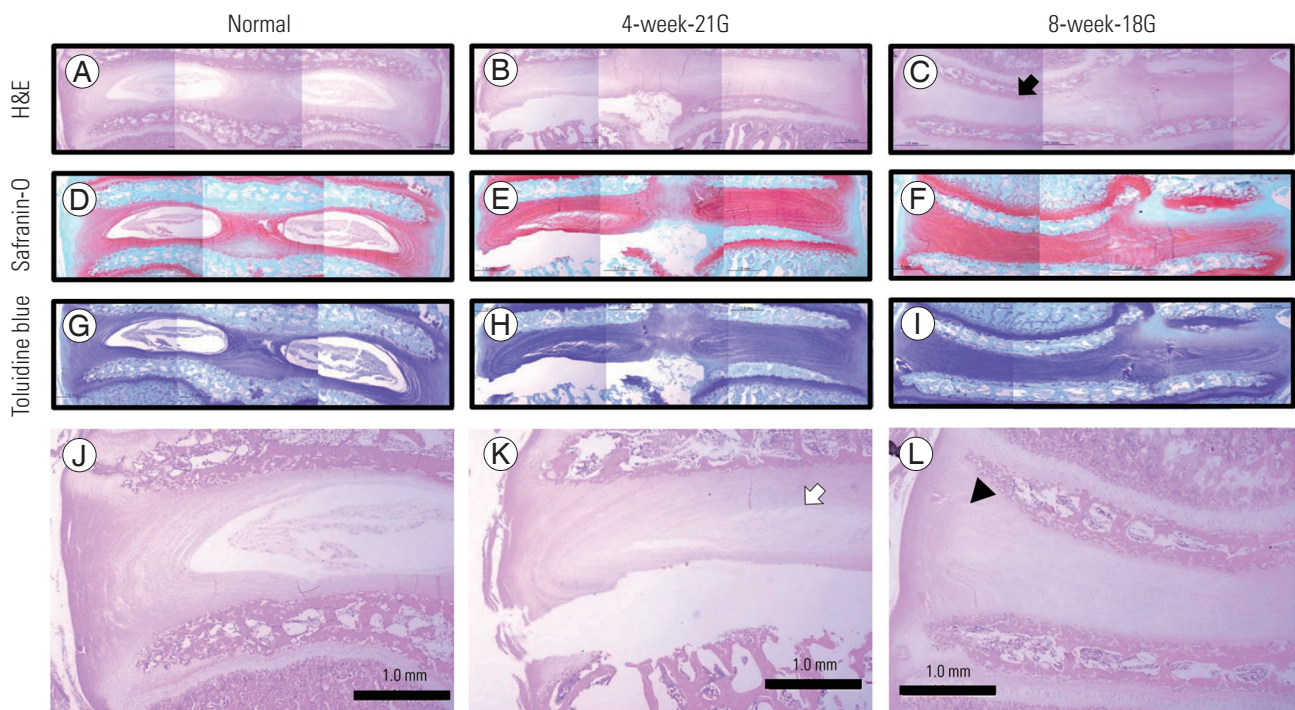 Normal
4-week-21G
8-week-18G
H&E
A
B
C
Safranin-O
D
E
F
Toluidine blue
G
H
I
J
K
L
1.0 mm
1.0 mm
1.0 mm